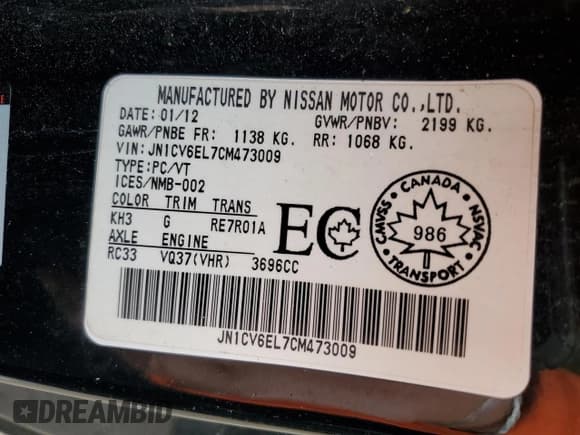 MANUFACTURED BY NISSAN MOTOR CO.,LTD.
DATE: 01/12 GVWR/PNBV: 2199 KG.
GAWR/PNBE FR: 1138 KG. RR: 1068 KG.
VIN: JN1CV6EL7CM473009
TYPE:PC/VT
ICES/NMB-002
COLOR TRIM TRANS
KH3 G RE7R01A
AXLE ENGINE
RC33 VQ37(VHR) 3696CC
EC
CANADA
CMVSS NSVAC
986
TRANSPORT
JN1CV6EL7CM473009
DREAMBID